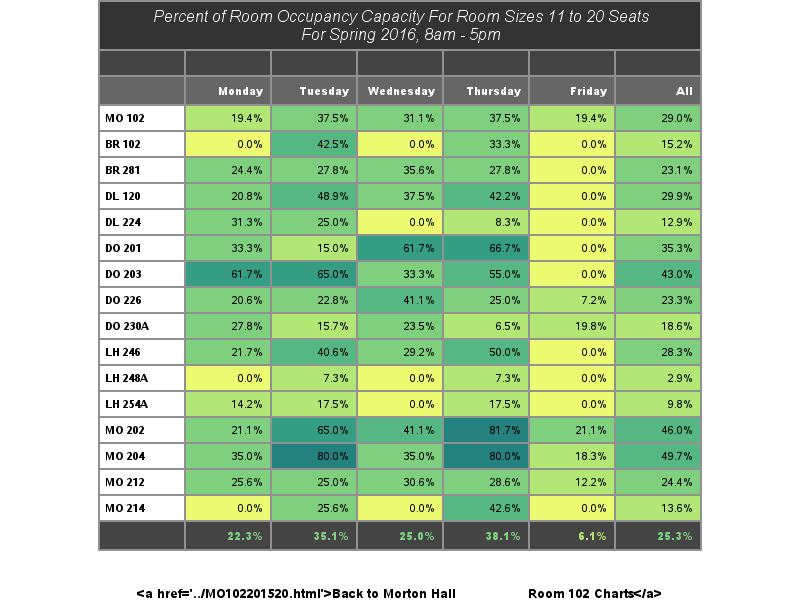 Percent of Room Occupancy Capacity For Room Sizes 11 to 20 Seats
For Spring 2016, 8am - 5pm
Monday Tuesday Wednesday Thursday Friday All
MO 102 19.4% 37.5% 31.1% 37.5% 19.4% 29.0%
BR 102 0.0% 42.5% 0.0% 33.3% 0.0% 15.2%
BR 281 24.4% 27.8% 35.6% 27.8% 0.0% 23.1%
DL 120 20.8% 48.9% 37.5% 42.2% 0.0% 29.9%
DL 224 31.3% 25.0% 0.0% 8.3% 0.0% 12.9%
DO 201 33.3% 15.0% 61.7% 66.7% 0.0% 35.3%
DO 203 61.7% 65.0% 33.3% 55.0% 0.0% 43.0%
DO 226 20.6% 22.8% 41.1% 25.0% 7.2% 23.3%
DO 230A 27.8% 15.7% 23.5% 6.5% 19.8% 18.6%
LH 246 21.7% 40.6% 29.2% 50.0% 0.0% 28.3%
LH 248A 0.0% 7.3% 0.0% 7.3% 0.0% 2.9%
LH 254A 14.2% 17.5% 0.0% 17.5% 0.0% 9.8%
MO 202 21.1% 65.0% 41.1% 81.7% 21.1% 46.0%
MO 204 35.0% 80.0% 35.0% 80.0% 18.3% 49.7%
MO 212 25.6% 25.0% 30.6% 28.6% 12.2% 24.4%
MO 214 0.0% 25.6% 0.0% 42.6% 0.0% 13.6%
22.3% 35.1% 25.0% 38.1% 6.1% 25.3%
<a href='../MO102201520.html'>Back to Morton Hall Room 102 Charts</a>